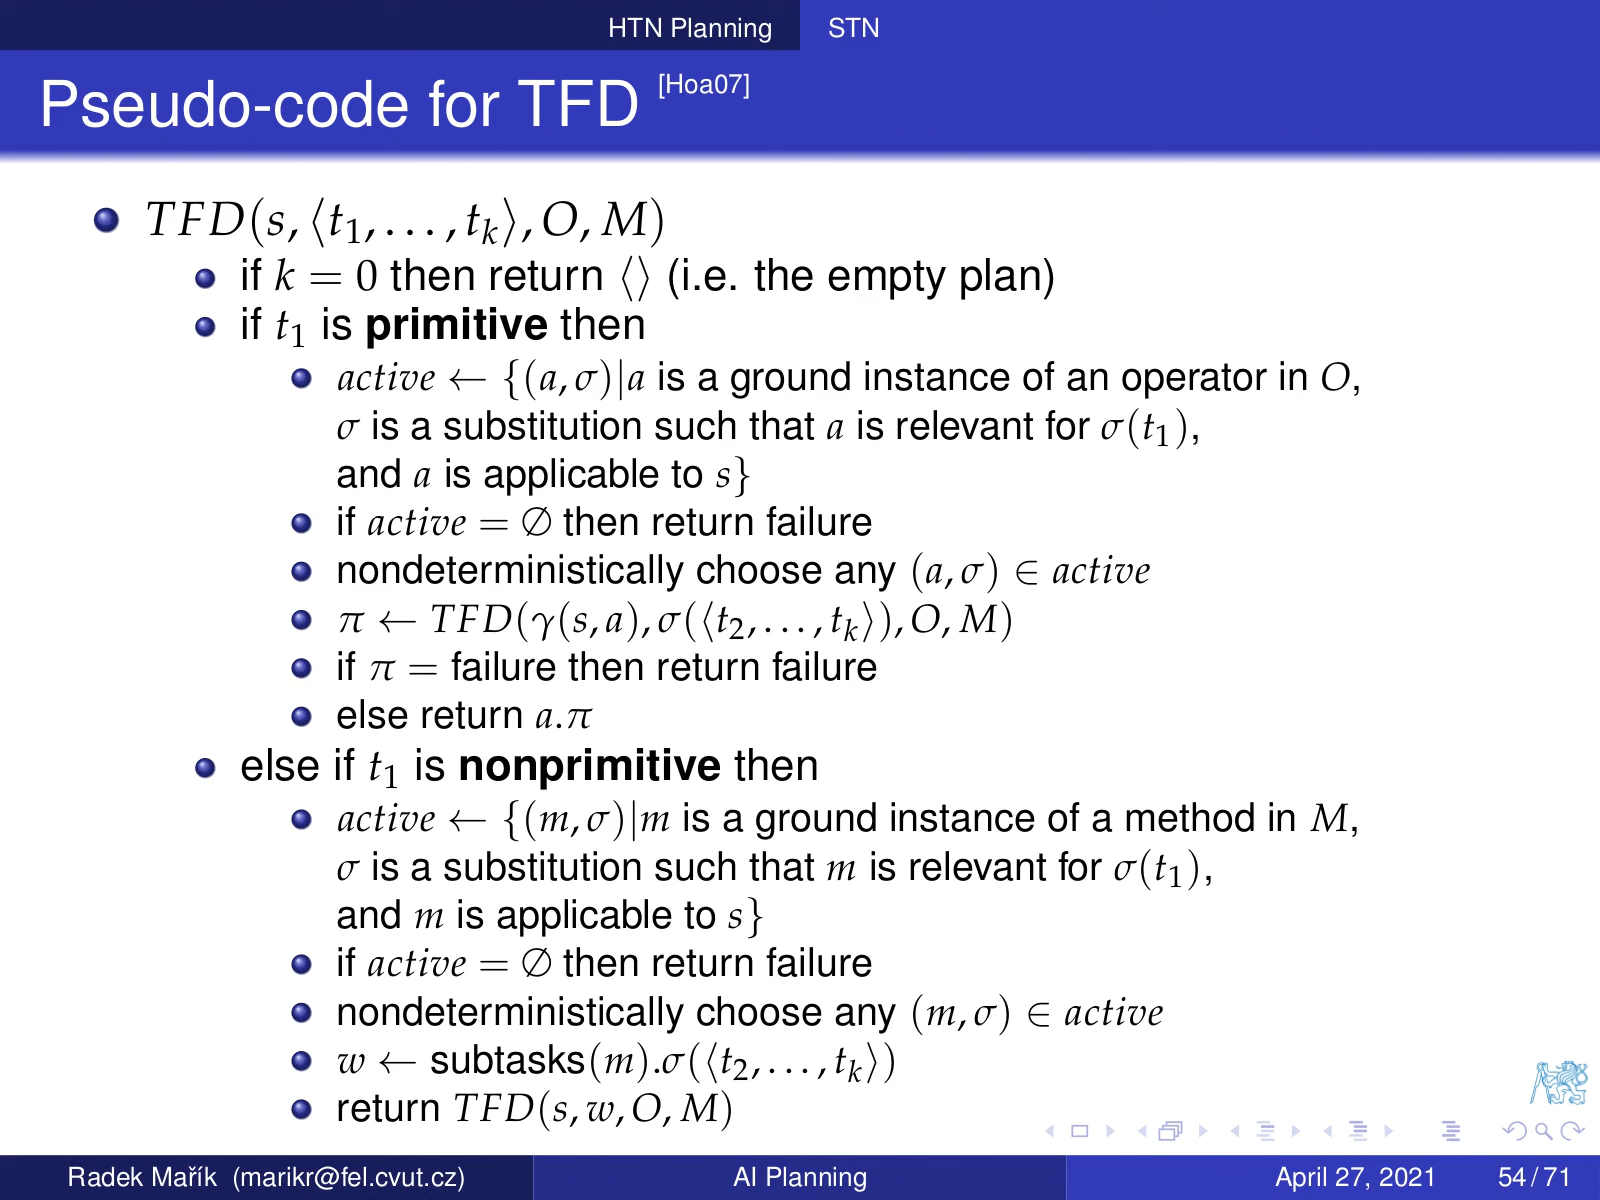 HTN Planning STN
Pseudo-code for TFD [Hoa07]
TFD(s, ⟨t₁, . . . , tₖ⟩, O, M)
if k = 0 then return ⟨⟩ (i.e. the empty plan)
if t₁ is primitive then
active ← {(a, σ)|a is a ground instance of an operator in O,
σ is a substitution such that a is relevant for σ(t₁),
and a is applicable to s}
if active = ∅ then return failure
nondeterministically choose any (a, σ) ∈ active
π ← TFD(γ(s, a), σ(⟨t₂, . . . , tₖ⟩), O, M)
if π = failure then return failure
else return a.π
else if t₁ is nonprimitive then
active ← {(m, σ)|m is a ground instance of a method in M,
σ is a substitution such that m is relevant for σ(t₁),
and m is applicable to s}
if active = ∅ then return failure
nondeterministically choose any (m, σ) ∈ active
w ← subtasks(m).σ(⟨t₂, . . . , tₖ⟩)
return TFD(s, w, O, M)
Radek Mařík (marikr@fel.cvut.cz) AI Planning April 27, 2021 54 / 71